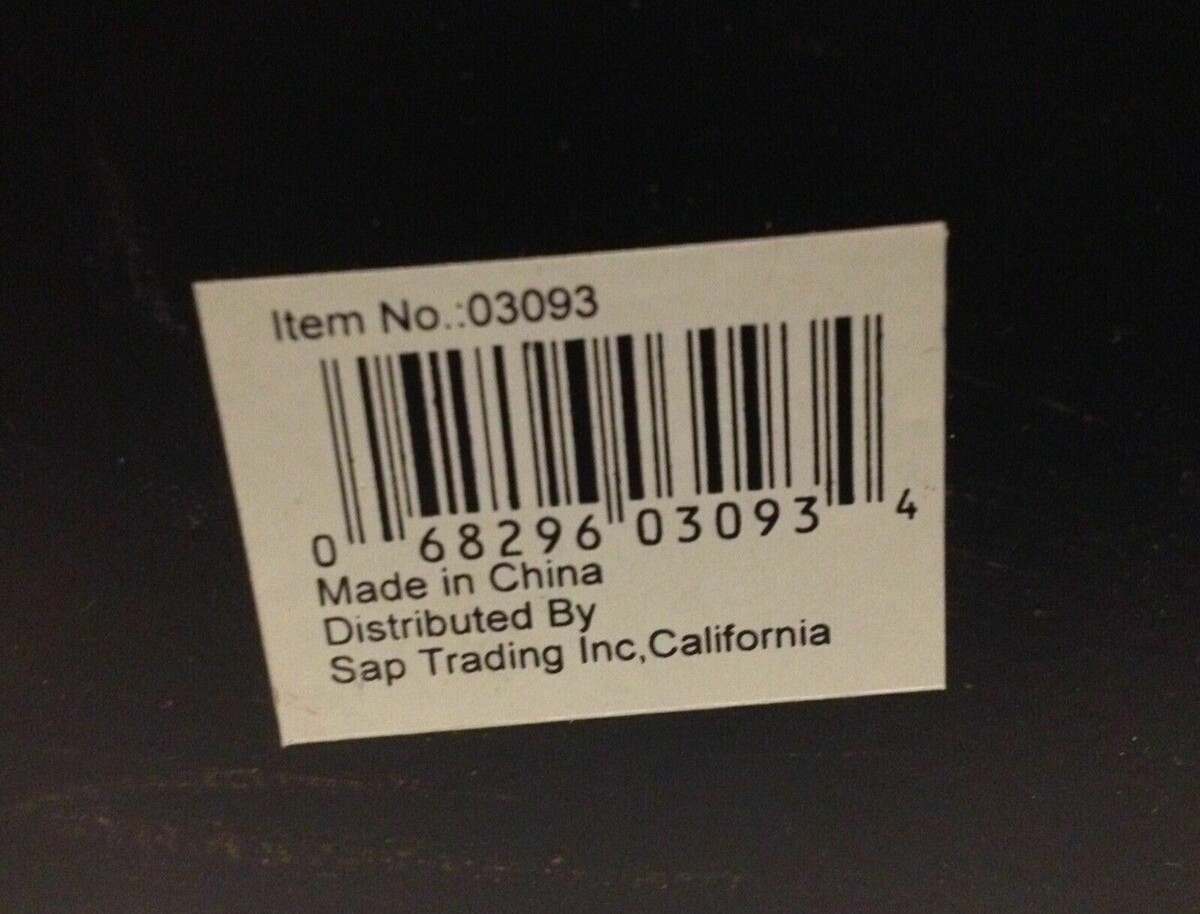 Item No.:03093
0 68296 03093 4
Made in China
Distributed By
Sap Trading Inc,California